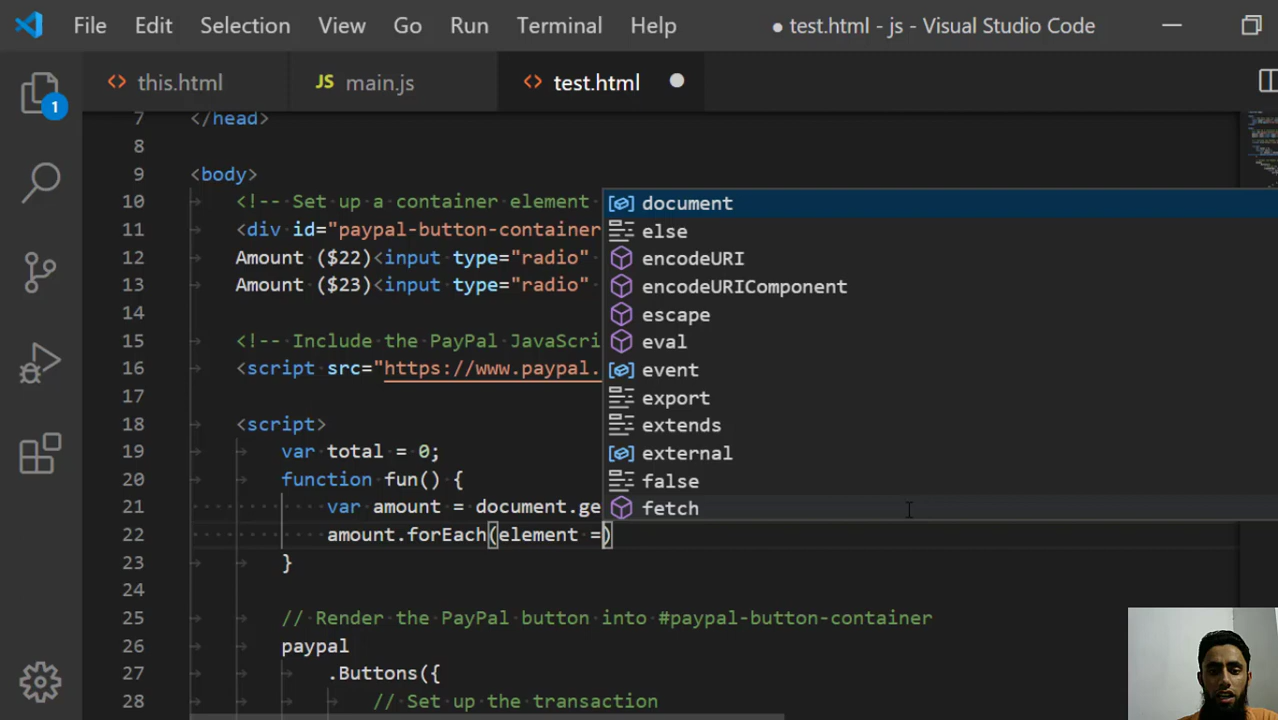 File Edit Selection View Go Run Terminal Help ● test.html - js - Visual Studio Code
<> this.html JS main.js <> test.html
1
7 </head>
8
9 <body>
10 <!-- Set up a container element
11 <div id="paypal-button-container
12 Amount ($22)<input type="radio"
13 Amount ($23)<input type="radio"
14
15 <!-- Include the PayPal JavaScri
16 <script src="https://www.paypal.
17
18 <script>
19 var total = 0;
20 function fun() {
21 var amount = document.ge
22 amount.forEach(element =)
23 }
24
25 // Render the PayPal button into #paypal-button-container
26 paypal
27 .Buttons({
28 // Set up the transaction
document
else
encodeURI
encodeURIComponent
escape
eval
event
export
extends
external
false
fetch